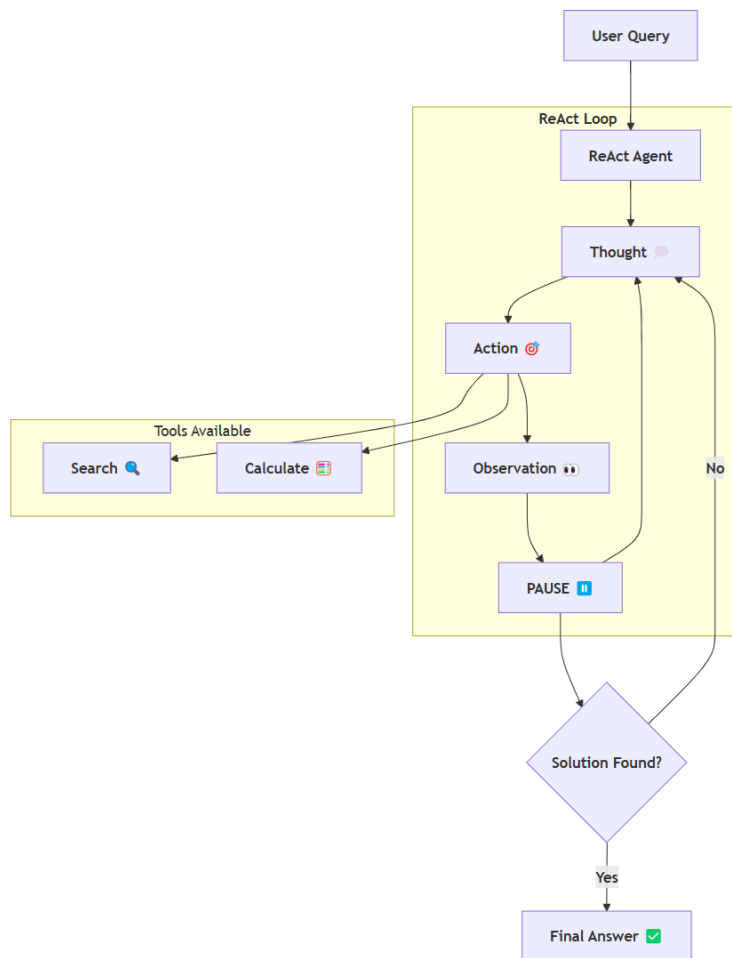 User Query
ReAct Loop
ReAct Agent
Thought 💭
Action 🎯
Tools Available
Search 🔍
Calculate 🧮
Observation 👀
No
PAUSE ⏸️
Solution Found?
Yes
Final Answer ✅